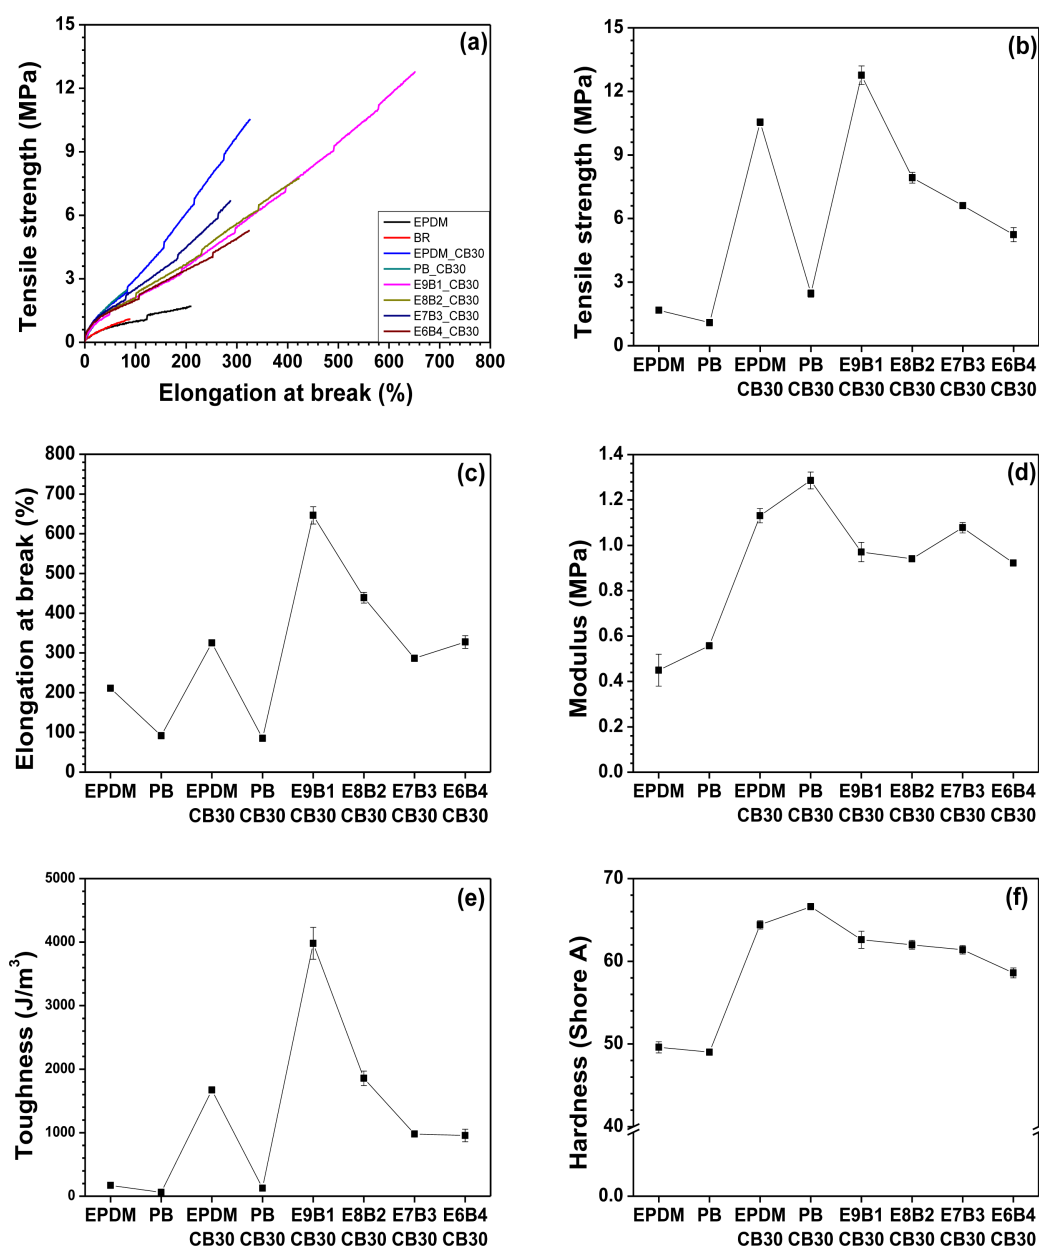 (a)
Tensile strength (MPa)
15
12
9
6
3
0
0 100 200 300 400 500 600 700 800
Elongation at break (%)
EPDM
BR
EPDM_CB30
PB_CB30
E9B1_CB30
E8B2_CB30
E7B3_CB30
E6B4_CB30
(b)
Tensile strength (MPa)
15
12
9
6
3
0
EPDM PB EPDM PB E9B1 E8B2 E7B3 E6B4
CB30 CB30 CB30 CB30 CB30 CB30
(c)
Elongation at break (%)
800
700
600
500
400
300
200
100
0
EPDM PB EPDM PB E9B1 E8B2 E7B3 E6B4
CB30 CB30 CB30 CB30 CB30 CB30
(d)
Modulus (MPa)
1.4
1.2
1.0
0.8
0.6
0.4
0.2
0.0
EPDM PB EPDM PB E9B1 E8B2 E7B3 E6B4
CB30 CB30 CB30 CB30 CB30 CB30
(e)
Toughness (J/m³)
5000
4000
3000
2000
1000
0
EPDM PB EPDM PB E9B1 E8B2 E7B3 E6B4
CB30 CB30 CB30 CB30 CB30 CB30
(f)
Hardness (Shore A)
70
60
50
40
0.0
EPDM PB EPDM PB E9B1 E8B2 E7B3 E6B4
CB30 CB30 CB30 CB30 CB30 CB30